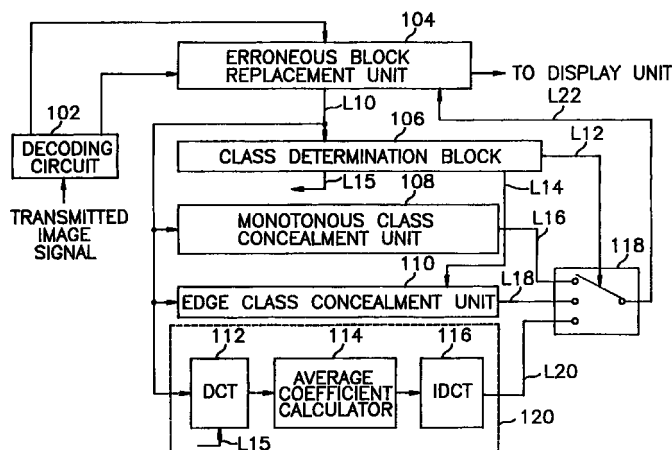 104
ERRONEOUS BLOCK
REPLACEMENT UNIT
TO DISPLAY UNIT
L10
L22
102
DECODING
CIRCUIT
106
CLASS DETERMINATION BLOCK
L12
L15
L14
TRANSMITTED
IMAGE
SIGNAL
108
MONOTONOUS CLASS
CONCEALMENT UNIT
L16
118
110
EDGE CLASS CONCEALMENT UNIT
L18
112
114
116
DCT
AVERAGE
COEFFICIENT
CALCULATOR
IDCT
L20
120
L15